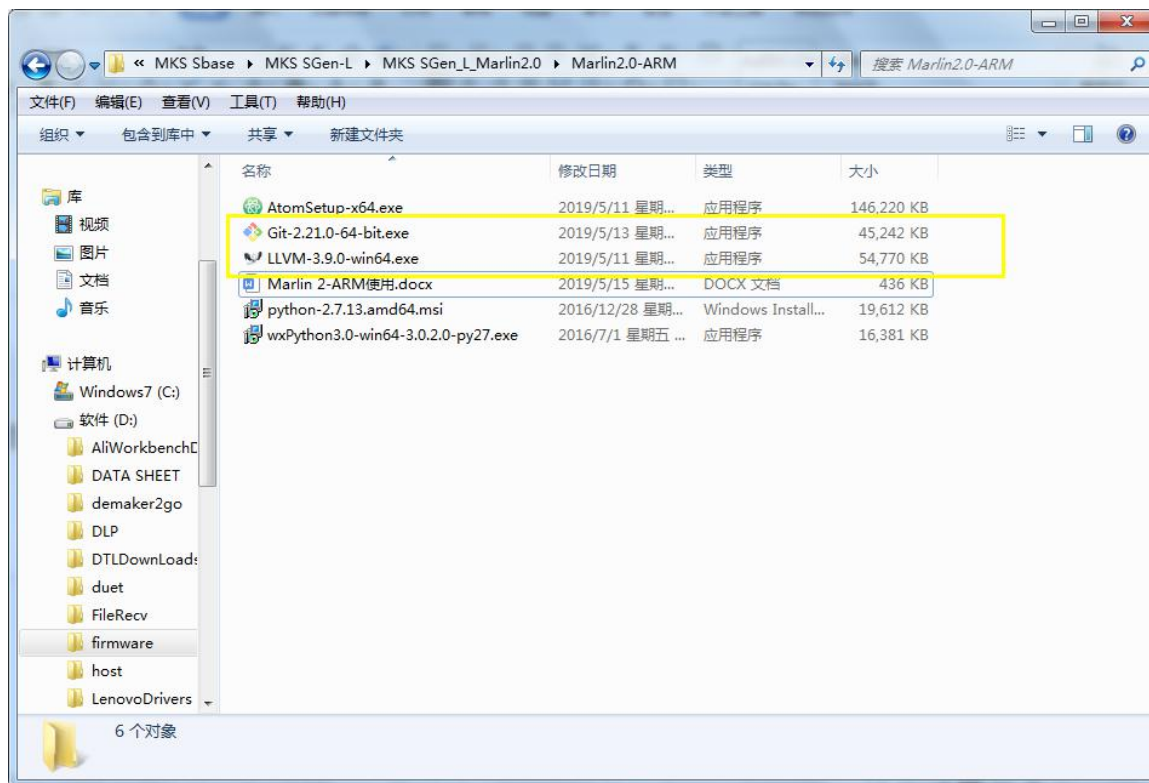 « MKS Sbase ▸ MKS SGen-L ▸ MKS SGen_L_Marlin2.0 ▸ Marlin2.0-ARM 搜索 Marlin2.0-ARM
文件(F) 编辑(E) 查看(V) 工具(T) 帮助(H)
组织 包含到库中 共享 新建文件夹
名称 修改日期 类型 大小
AtomSetup-x64.exe 2019/5/11 星期... 应用程序 146,220 KB
Git-2.21.0-64-bit.exe 2019/5/13 星期... 应用程序 45,242 KB
LLVM-3.9.0-win64.exe 2019/5/11 星期... 应用程序 54,770 KB
Marlin 2-ARM使用.docx 2019/5/15 星期... DOCX 文档 436 KB
python-2.7.13.amd64.msi 2016/12/28 星期... Windows Install... 19,612 KB
wxPython3.0-win64-3.0.2.0-py27.exe 2016/7/1 星期五 ... 应用程序 16,381 KB
库
视频
图片
文档
音乐
计算机
Windows7 (C:)
软件 (D:)
AliWorkbenchD
DATA SHEET
demaker2go
DLP
DTLDownLoads
duet
FileRecv
firmware
host
LenovoDrivers
6 个对象